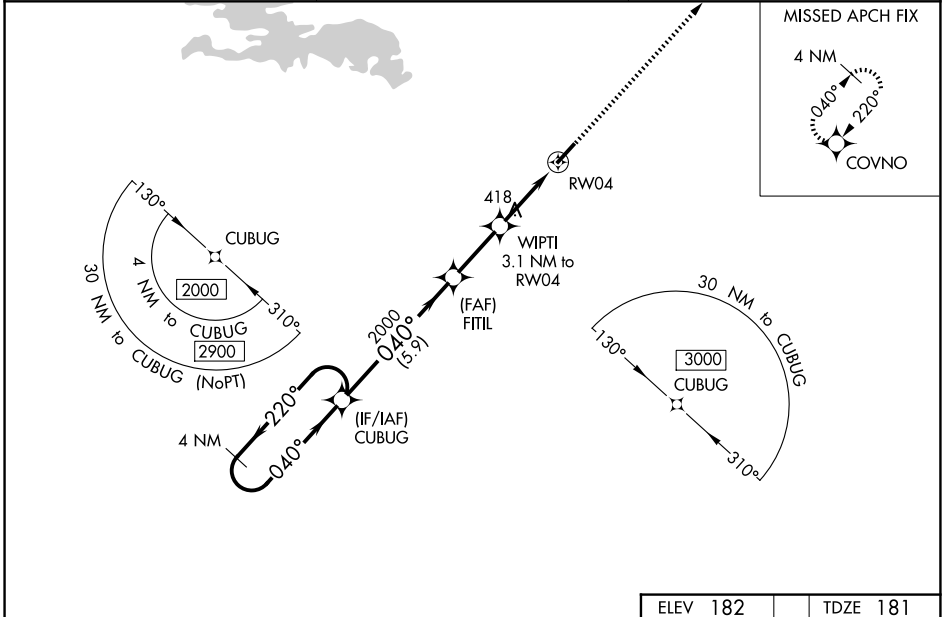 MISSED APCH FIX
4 NM
040°
220°
COVNO
RW04
418
WIPTI
3.1 NM to
RW04
(FAF)
FITIL
2000
040°
(5.9)
(IF/IAF)
CUBUG
220°
040°
4 NM
130°
CUBUG
2000
310°
4 NM to CUBUG
2900
30 NM to CUBUG (NoPT)
30 NM to CUBUG
130°
3000
CUBUG
310°
ELEV 182
TDZE 181